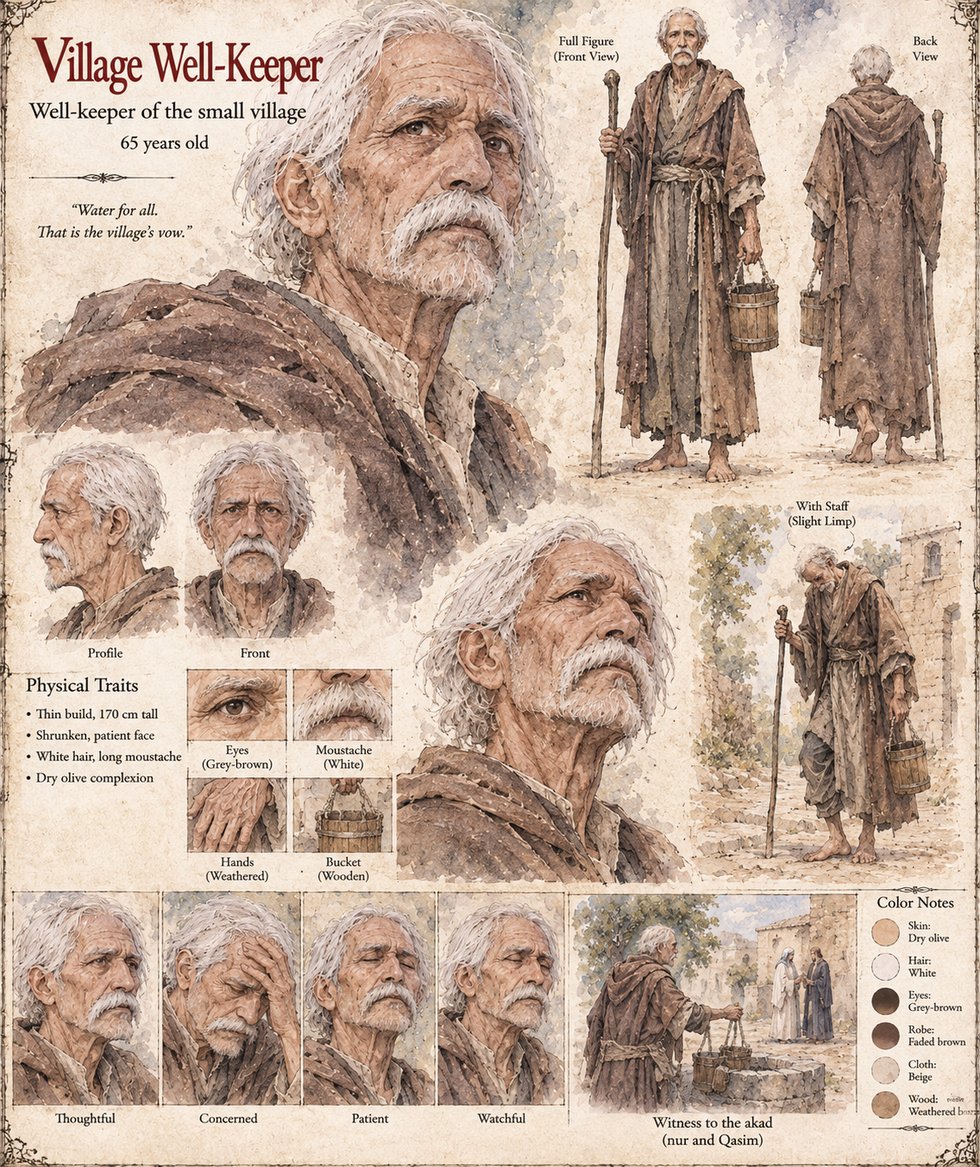 Village Well-Keeper
Well-keeper of the small village
65 years old
“Water for all.
That is the village’s vow.”
Full Figure
(Front View)
Back
View
With Staff
(Slight Limp)
Profile
Front
Physical Traits
• Thin build, 170 cm tall
• Shrunken, patient face
• White hair, long moustache
• Dry olive complexion
Eyes
(Grey-brown)
Moustache
(White)
Hands
(Weathered)
Bucket
(Wooden)
Thoughtful
Concerned
Patient
Watchful
Witness to the akad
(nur and Qasim)
Color Notes
Skin:
Dry olive
Hair:
White
Eyes:
Grey-brown
Robe:
Faded brown
Cloth:
Beige
Wood:
Weathered